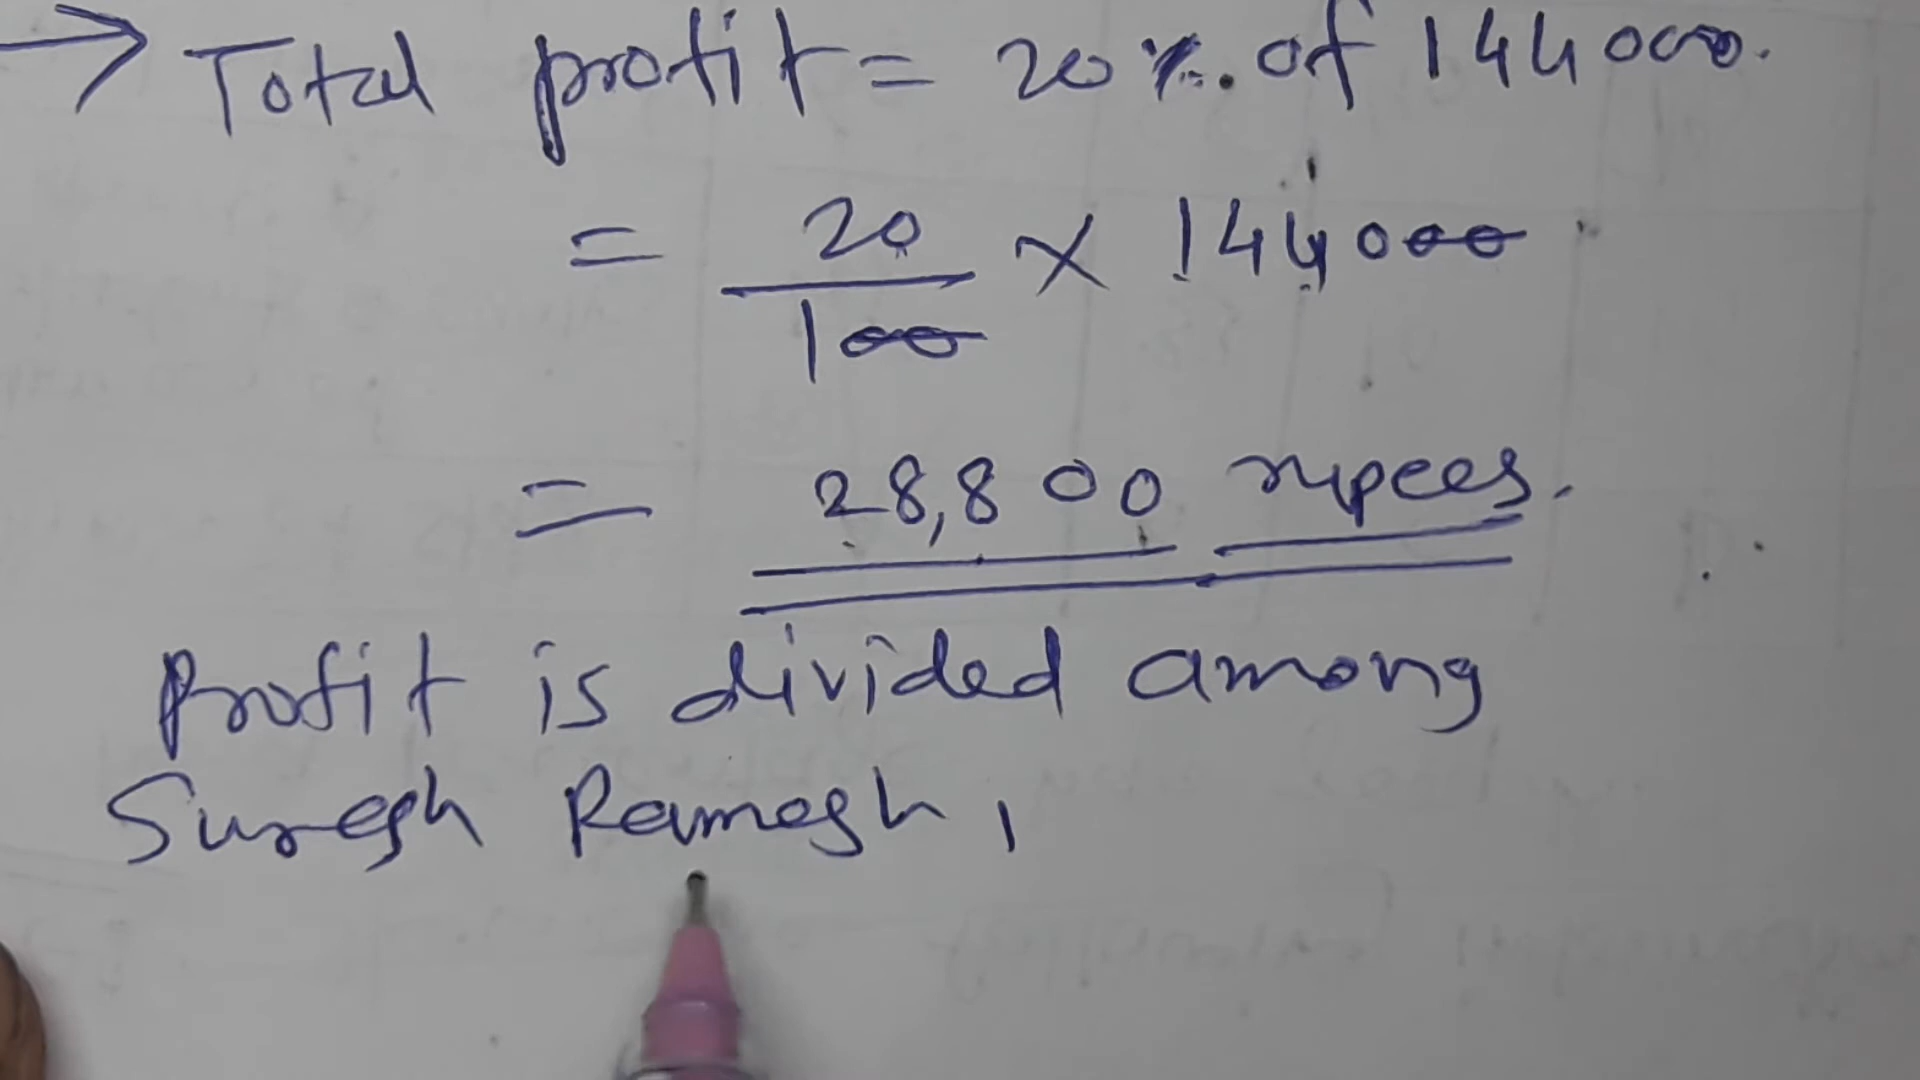 → Total profit = 20%. of 144000.
= 20/100 × 144000
= 28,800 rupees.
Profit is divided among
Suresh Ramesh,